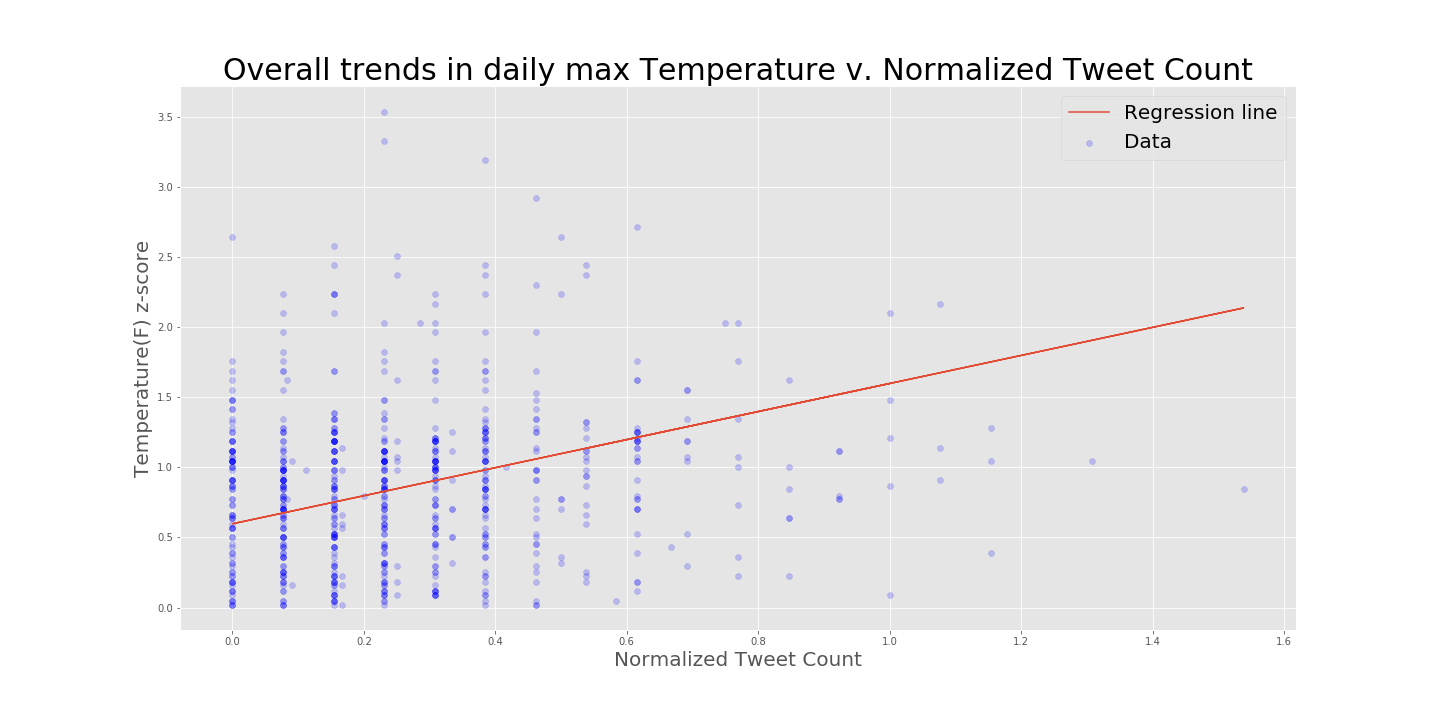 Overall trends in daily max Temperature v. Normalized Tweet Count
Regression line
Data
Temperature(F) z-score
3.5
3.0
2.5
2.0
1.5
1.0
0.5
0.0
0.0 0.2 0.4 0.6 0.8 1.0 1.2 1.4 1.6
Normalized Tweet Count